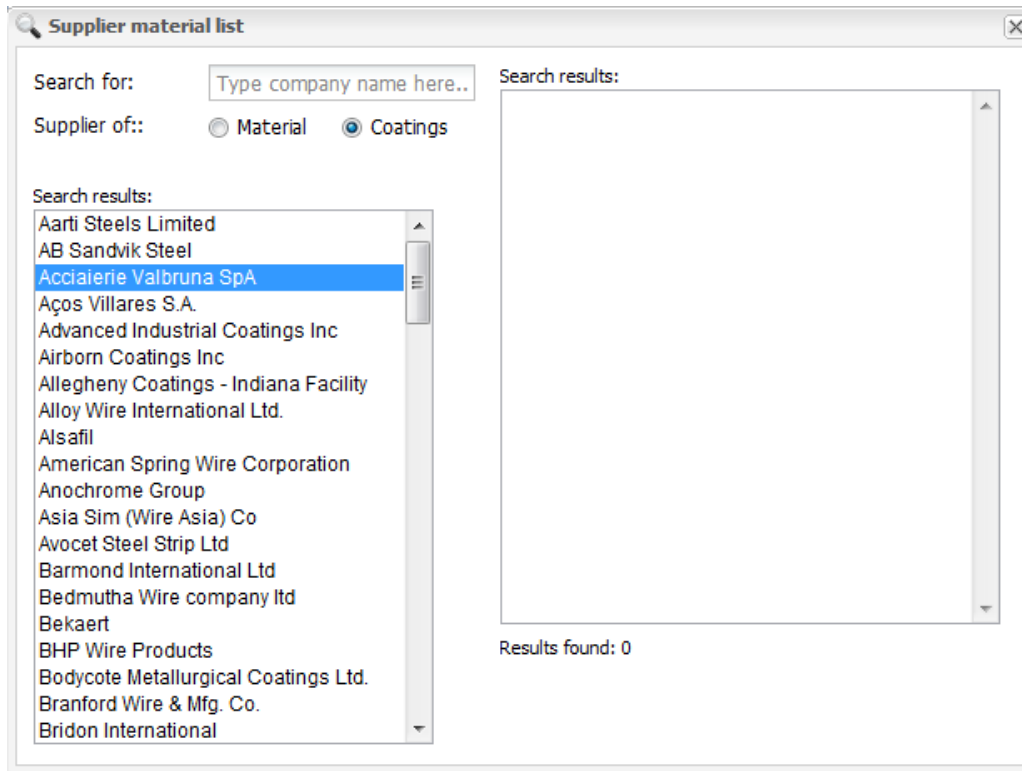 Supplier material list
Search for:
Type company name here..
Supplier of::
Material
Coatings
Search results:
Aarti Steels Limited
AB Sandvik Steel
Acciaierie Valbruna SpA
Aços Villares S.A.
Advanced Industrial Coatings Inc
Airborn Coatings Inc
Allegheny Coatings - Indiana Facility
Alloy Wire International Ltd.
Alsafil
American Spring Wire Corporation
Anochrome Group
Asia Sim (Wire Asia) Co
Avocet Steel Strip Ltd
Barmond International Ltd
Bedmutha Wire company ltd
Bekaert
BHP Wire Products
Bodycote Metallurgical Coatings Ltd.
Branford Wire & Mfg. Co.
Bridon International
Search results:
Results found: 0